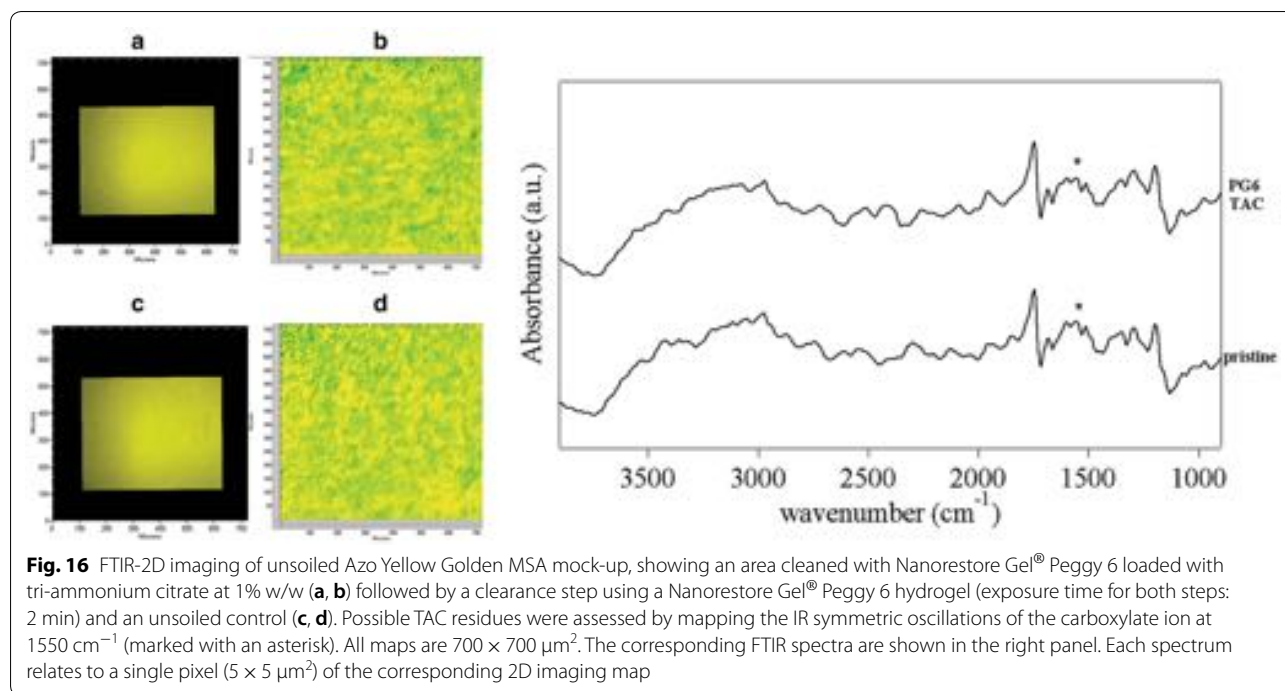 a
b
c
d
Absorbance (a.u.)
PG6
TAC
*
pristine
*
3500 3000 2500 2000 1500 1000
wavenumber (cm⁻¹)
Fig. 16 FTIR-2D imaging of unsoiled Azo Yellow Golden MSA mock-up, showing an area cleaned with Nanorestore Gel® Peggy 6 loaded with
tri-ammonium citrate at 1% w/w (a, b) followed by a clearance step using a Nanorestore Gel® Peggy 6 hydrogel (exposure time for both steps:
2 min) and an unsoiled control (c, d). Possible TAC residues were assessed by mapping the IR symmetric oscillations of the carboxylate ion at
1550 cm⁻¹ (marked with an asterisk). All maps are 700 × 700 μm². The corresponding FTIR spectra are shown in the right panel. Each spectrum
relates to a single pixel (5 × 5 μm²) of the corresponding 2D imaging map